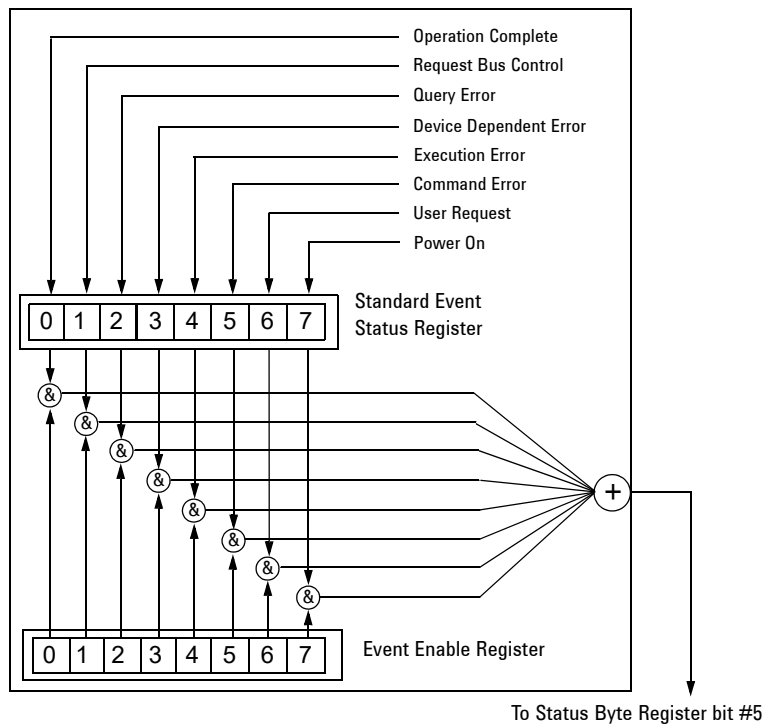 Operation Complete
Request Bus Control
Query Error
Device Dependent Error
Execution Error
Command Error
User Request
Power On
Standard Event
Status Register
0 1 2 3 4 5 6 7
&
&
&
&
&
&
&
&
+
Event Enable Register
0 1 2 3 4 5 6 7
To Status Byte Register bit #5